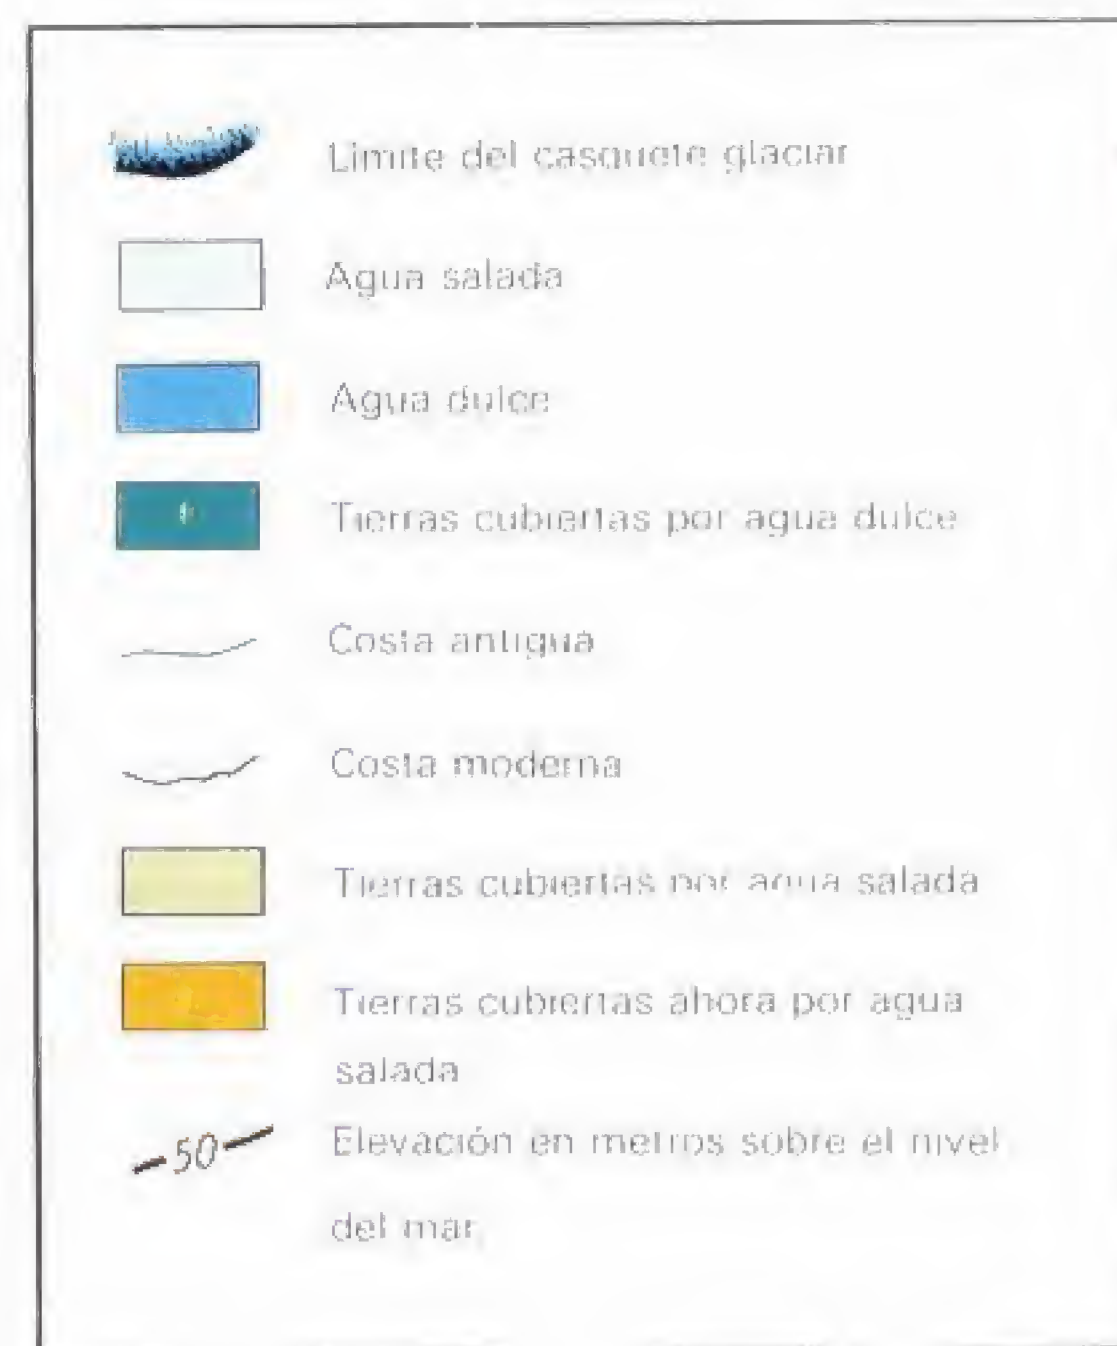 Límite del casquete glaciar
Agua salada
Agua dulce
Tierras cubiertas por agua dulce
Costa antigua
Costa moderna
Tierras cubiertas por agua salada
Tierras cubiertas ahora por agua
salada
-50-
Elevación en metros sobre el nivel
del mar.